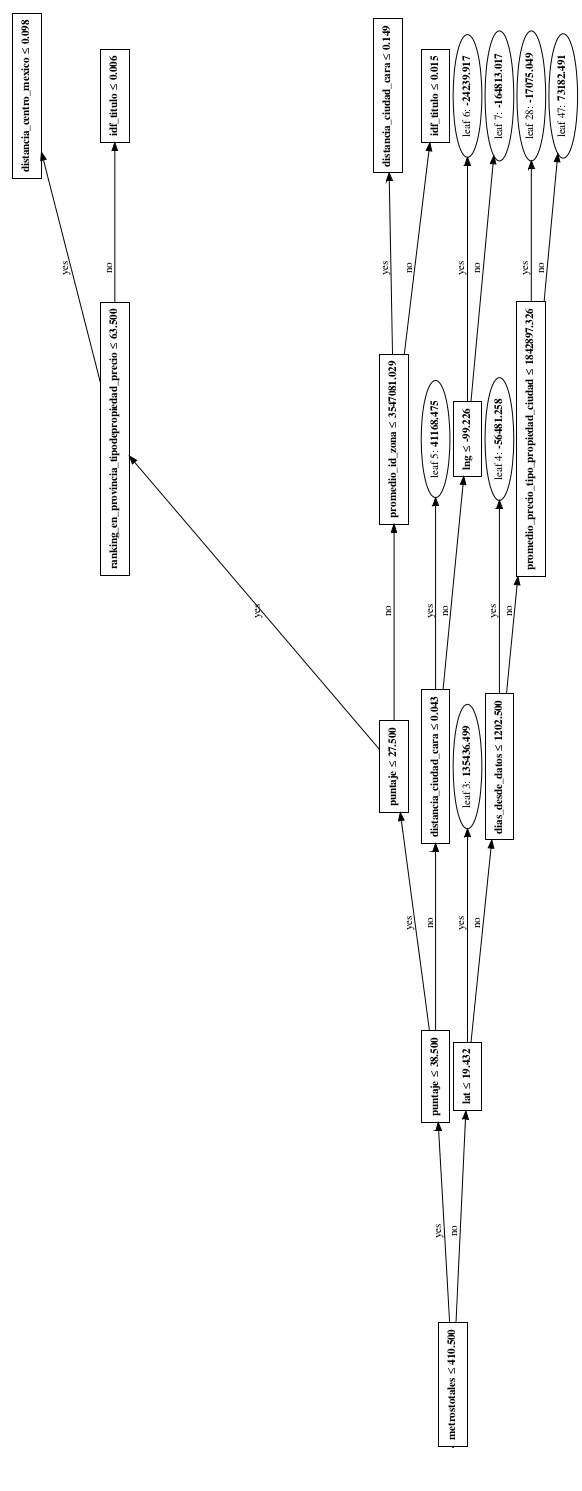 metrostotales ≤ 410.500
yes
no
puntaje ≤ 38.500
lat ≤ 19.432
yes
no
yes
no
puntaje ≤ 27.500
distancia_ciudad_cara ≤ 0.043
leaf 3: 135436.499
dias_desde_datos ≤ 1202.500
yes
no
yes
no
yes
no
ranking_en_provincia_tipodepropiedad_precio ≤ 63.500
promedio_id_zona ≤ 3547081.029
leaf 5: 41168.475
lng ≤ -99.226
leaf 4: -56481.258
promedio_precio_tipo_propiedad_ciudad ≤ 1842897.326
yes
no
yes
no
yes
no
yes
no
distancia_centro_mexico ≤ 0.098
idf_titulo ≤ 0.006
distancia_ciudad_cara ≤ 0.149
idf_titulo ≤ 0.015
leaf 6: -24239.917
leaf 7: -164813.017
leaf 28: -17075.049
leaf 47: 73182.491